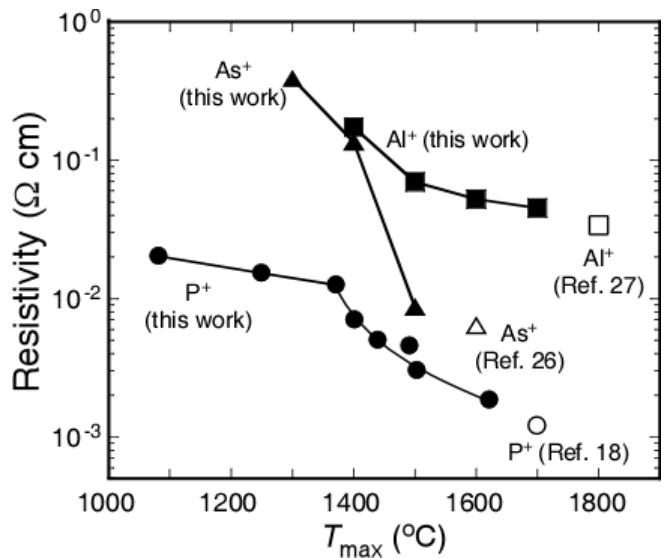 10⁰
10⁻¹
10⁻²
10⁻³
Resistivity (Ω cm)
As⁺
(this work)
Al⁺ (this work)
Al⁺
(Ref. 27)
P⁺
(this work)
As⁺
(Ref. 26)
P⁺ (Ref. 18)
1000 1200 1400 1600 1800
Tmax (°C)